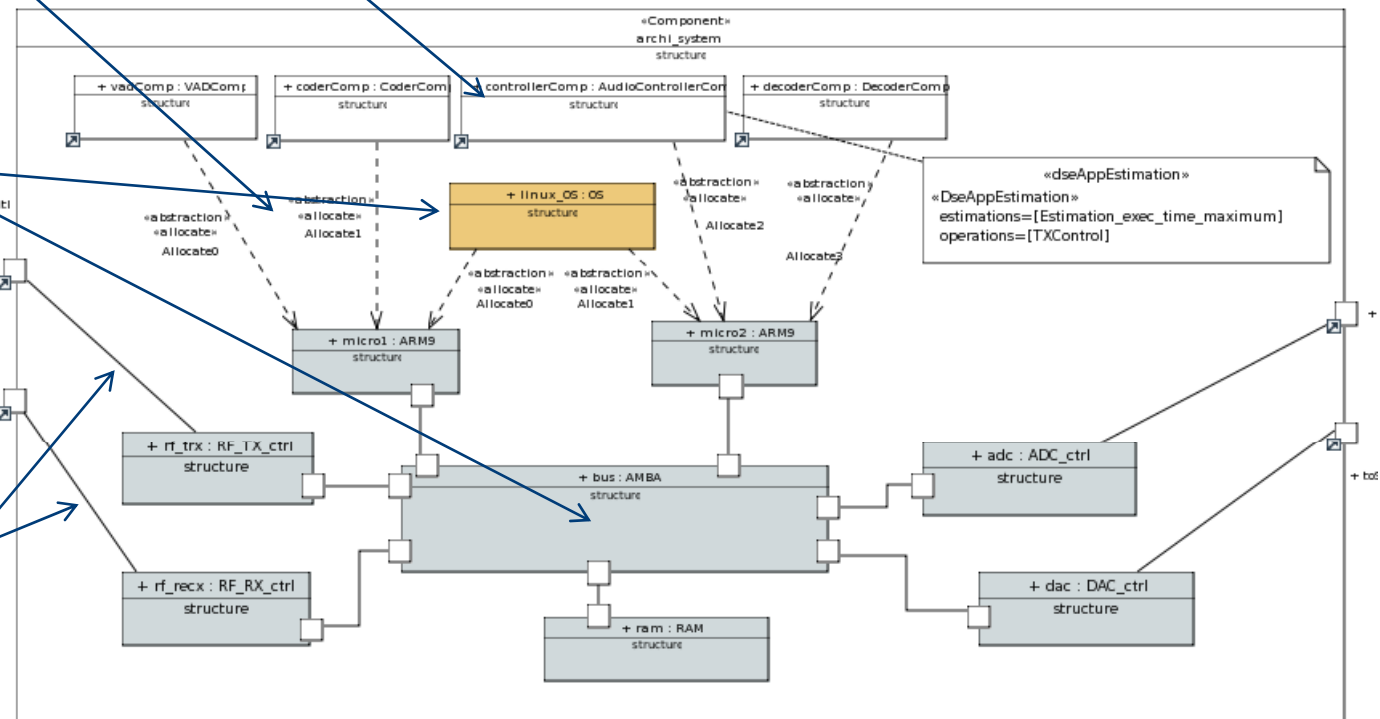 «Component»
archi_system
structure
+ vadComp : VADComp
structure
+ coderComp : CoderCom
structure
+ controllerComp : AudioControllerCon
structure
+ decoderComp : DecoderComp
structure
«dseAppEstimation»
«DseAppEstimation»
estimations=[Estimation_exec_time_maximum]
operations=[TXControl]
+ linux_OS : OS
structure
«abstraction»
«allocate»
Allocate0
«abstraction»
«allocate»
Allocate1
«abstraction»
«allocate»
Allocate2
«abstraction»
«allocate»
Allocate3
«abstraction»
«allocate»
Allocate0
«abstraction»
«allocate»
Allocate1
+ micro1 : ARM9
structure
+ micro2 : ARM9
structure
+
+ rf_trx : RF_TX_ctrl
structure
+ bus : AMBA
structure
+ adc : ADC_ctrl
structure
+ rf_recx : RF_RX_ctrl
structure
+ dac : DAC_ctrl
structure
+ ram : RAM
structure